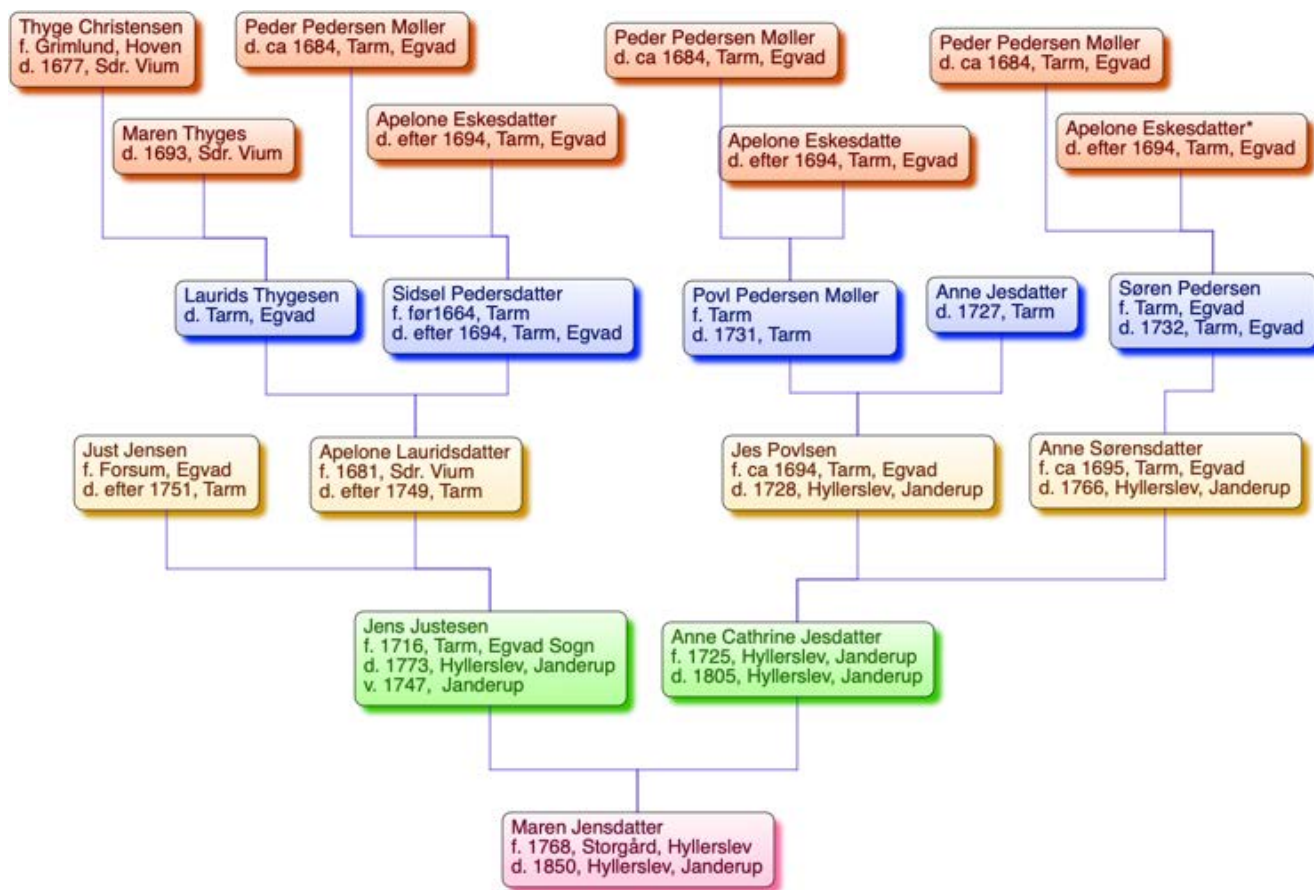 Thyge Christensen
f. Grimlund, Hoven
d. 1677, Sdr. Vium
Peder Pedersen Møller
d. ca 1684, Tarm, Egvad
Peder Pedersen Møller
d. ca 1684, Tarm, Egvad
Peder Pedersen Møller
d. ca 1684, Tarm, Egvad
Maren Thyges
d. 1693, Sdr. Vium
Apelone Eskesdatter
d. efter 1694, Tarm, Egvad
Apelone Eskesdatte
d. efter 1694, Tarm, Egvad
Apelone Eskesdatter*
d. efter 1694, Tarm, Egvad
Laurids Thygesen
d. Tarm, Egvad
Sidsel Pedersdatter
f. før1664, Tarm
d. efter 1694, Tarm, Egvad
Povl Pedersen Møller
f. Tarm
d. 1731, Tarm
Anne Jesdatter
d. 1727, Tarm
Søren Pedersen
f. Tarm, Egvad
d. 1732, Tarm, Egvad
Just Jensen
f. Forsum, Egvad
d. efter 1751, Tarm
Apelone Lauridsdatter
f. 1681, Sdr. Vium
d. efter 1749, Tarm
Jes Povlsen
f. ca 1694, Tarm, Egvad
d. 1728, Hyllerslev, Janderup
Anne Sørensdatter
f. ca 1695, Tarm, Egvad
d. 1766, Hyllerslev, Janderup
Jens Justesen
f. 1716, Tarm, Egvad Sogn
d. 1773, Hyllerslev, Janderup
v. 1747, Janderup
Anne Cathrine Jesdatter
f. 1725, Hyllerslev, Janderup
d. 1805, Hyllerslev, Janderup
Maren Jensdatter
f. 1768, Storgård, Hyllerslev
d. 1850, Hyllerslev, Janderup